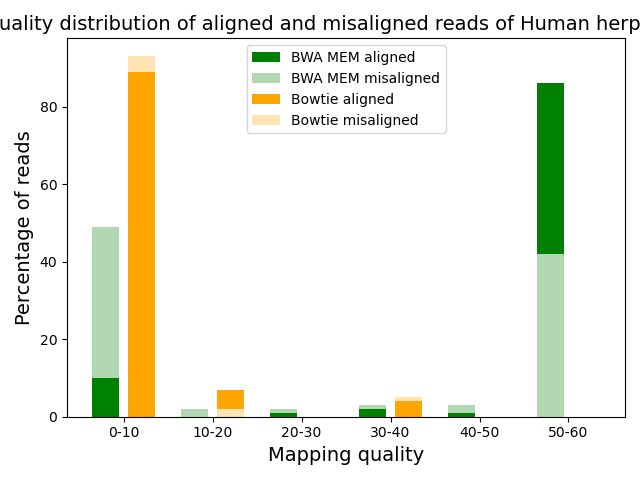 uality distribution of aligned and misaligned reads of Human herp
BWA MEM aligned
BWA MEM misaligned
Bowtie aligned
Bowtie misaligned
Percentage of reads
80
60
40
20
0
0-10 10-20 20-30 30-40 40-50 50-60
Mapping quality